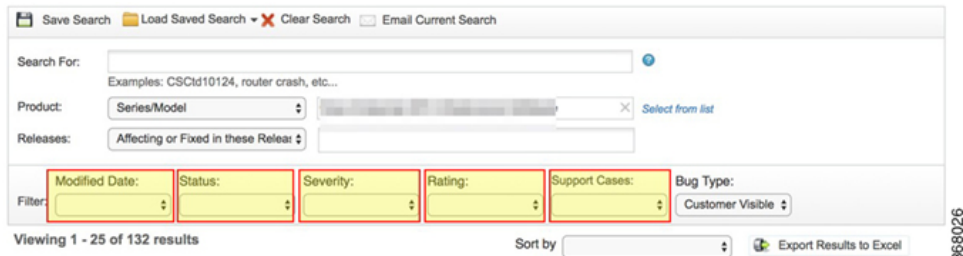 Save Search Load Saved Search Clear Search Email Current Search
Search For:
Examples: CSCtd10124, router crash, etc...
Product: Series/Model Select from list
Releases: Affecting or Fixed in these Releas
Modified Date: Status: Severity: Rating: Support Cases: Bug Type:
Filter: Customer Visible
Viewing 1 - 25 of 132 results Sort by Export Results to Excel